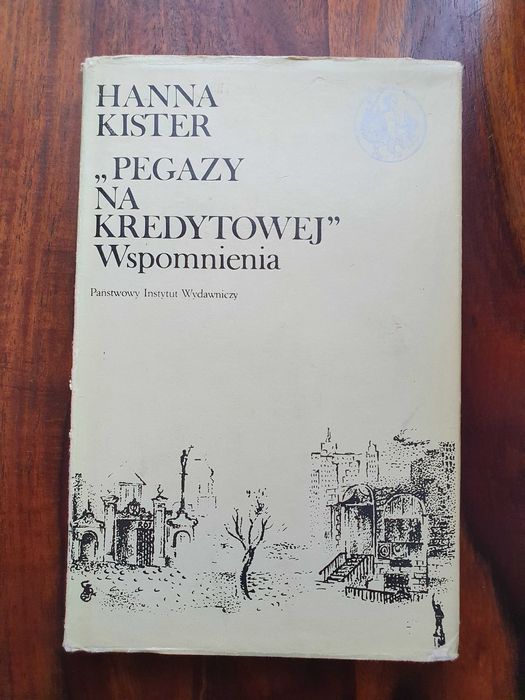 HANNA
KISTER
„PEGAZY
NA
KREDYTOWEJ”
Wspomnienia
Państwowy Instytut Wydawniczy